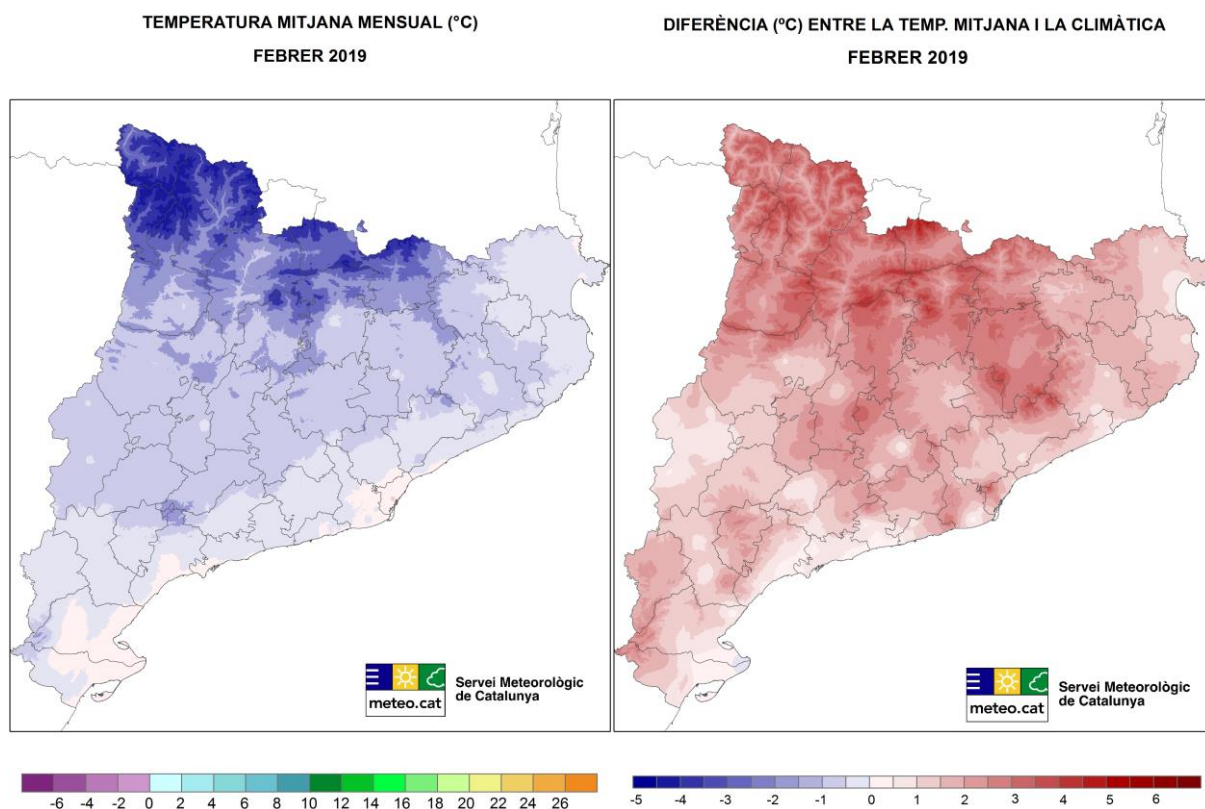 TEMPERATURA MITJANA MENSUAL (°C)
FEBRER 2019
DIFERÈNCIA (ºC) ENTRE LA TEMP. MITJANA I LA CLIMÀTICA
FEBRER 2019
meteo.cat
Servei Meteorològic
de Catalunya
meteo.cat
Servei Meteorològic
de Catalunya
-6 -4 -2 0 2 4 6 8 10 12 14 16 18 20 22 24 26
-5 -4 -3 -2 -1 0 1 2 3 4 5 6 7